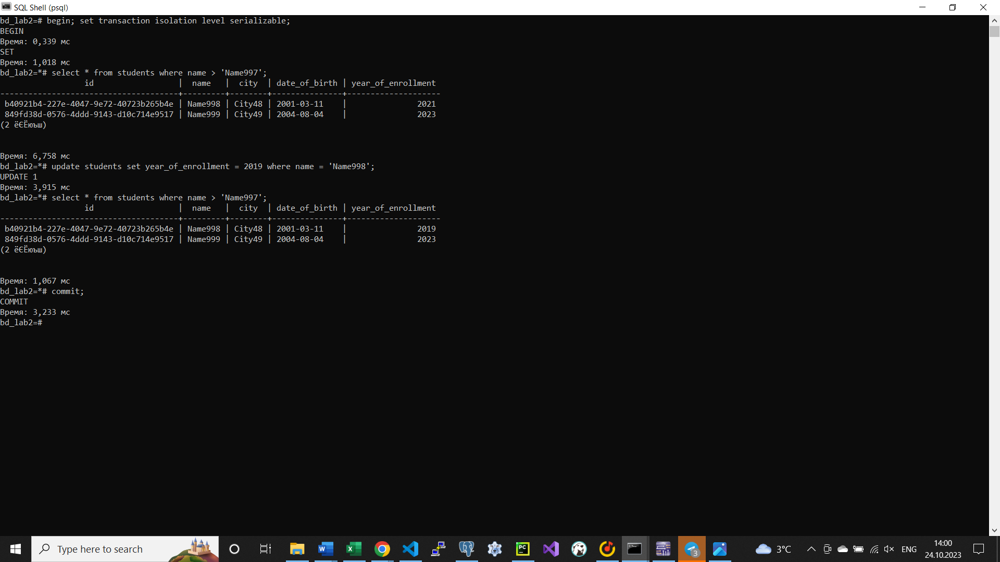 SQL Shell (psql)
bd_lab2=# begin; set transaction isolation level serializable;
BEGIN
Время: 0,339 мс
SET
Время: 1,018 мс
bd_lab2=*# select * from students where name > 'Name997';
id | name | city | date_of_birth | year_of_enrollment
--------------------------------------+---------+--------+---------------+--------------------
b40921b4-227e-4047-9e72-40723b265b4e | Name998 | City48 | 2001-03-11 | 2021
849fd38d-0576-4ddd-9143-d10c714e9517 | Name999 | City49 | 2004-08-04 | 2023
(2 ёЄЁюъш)
Время: 6,758 мс
bd_lab2=*# update students set year_of_enrollment = 2019 where name = 'Name998';
UPDATE 1
Время: 3,915 мс
bd_lab2=*# select * from students where name > 'Name997';
id | name | city | date_of_birth | year_of_enrollment
--------------------------------------+---------+--------+---------------+--------------------
b40921b4-227e-4047-9e72-40723b265b4e | Name998 | City48 | 2001-03-11 | 2019
849fd38d-0576-4ddd-9143-d10c714e9517 | Name999 | City49 | 2004-08-04 | 2023
(2 ёЄЁюъш)
Время: 1,067 мс
bd_lab2=*# commit;
COMMIT
Время: 3,233 мс
bd_lab2=#
Type here to search
W
X
PC
3
3°C
ENG
14:00
24.10.2023